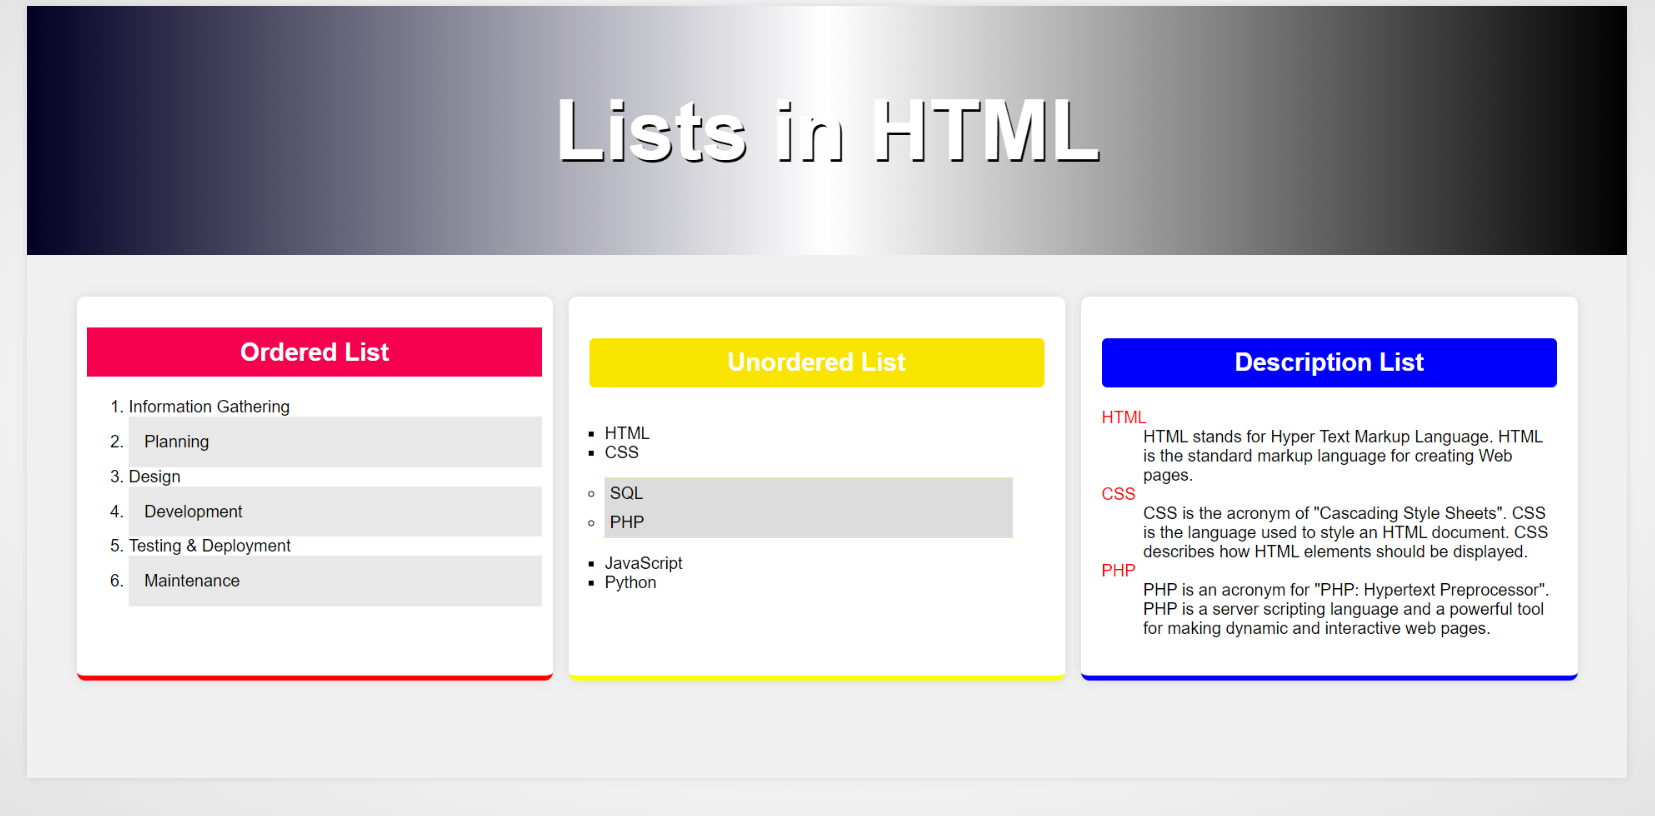 Lists in HTML
Ordered List
1. Information Gathering
2. Planning
3. Design
4. Development
5. Testing & Deployment
6. Maintenance
Unordered List
HTML
CSS
SQL
PHP
JavaScript
Python
Description List
HTML
HTML stands for Hyper Text Markup Language. HTML
is the standard markup language for creating Web
pages.
CSS
CSS is the acronym of "Cascading Style Sheets". CSS
is the language used to style an HTML document. CSS
describes how HTML elements should be displayed.
PHP
PHP is an acronym for "PHP: Hypertext Preprocessor".
PHP is a server scripting language and a powerful tool
for making dynamic and interactive web pages.